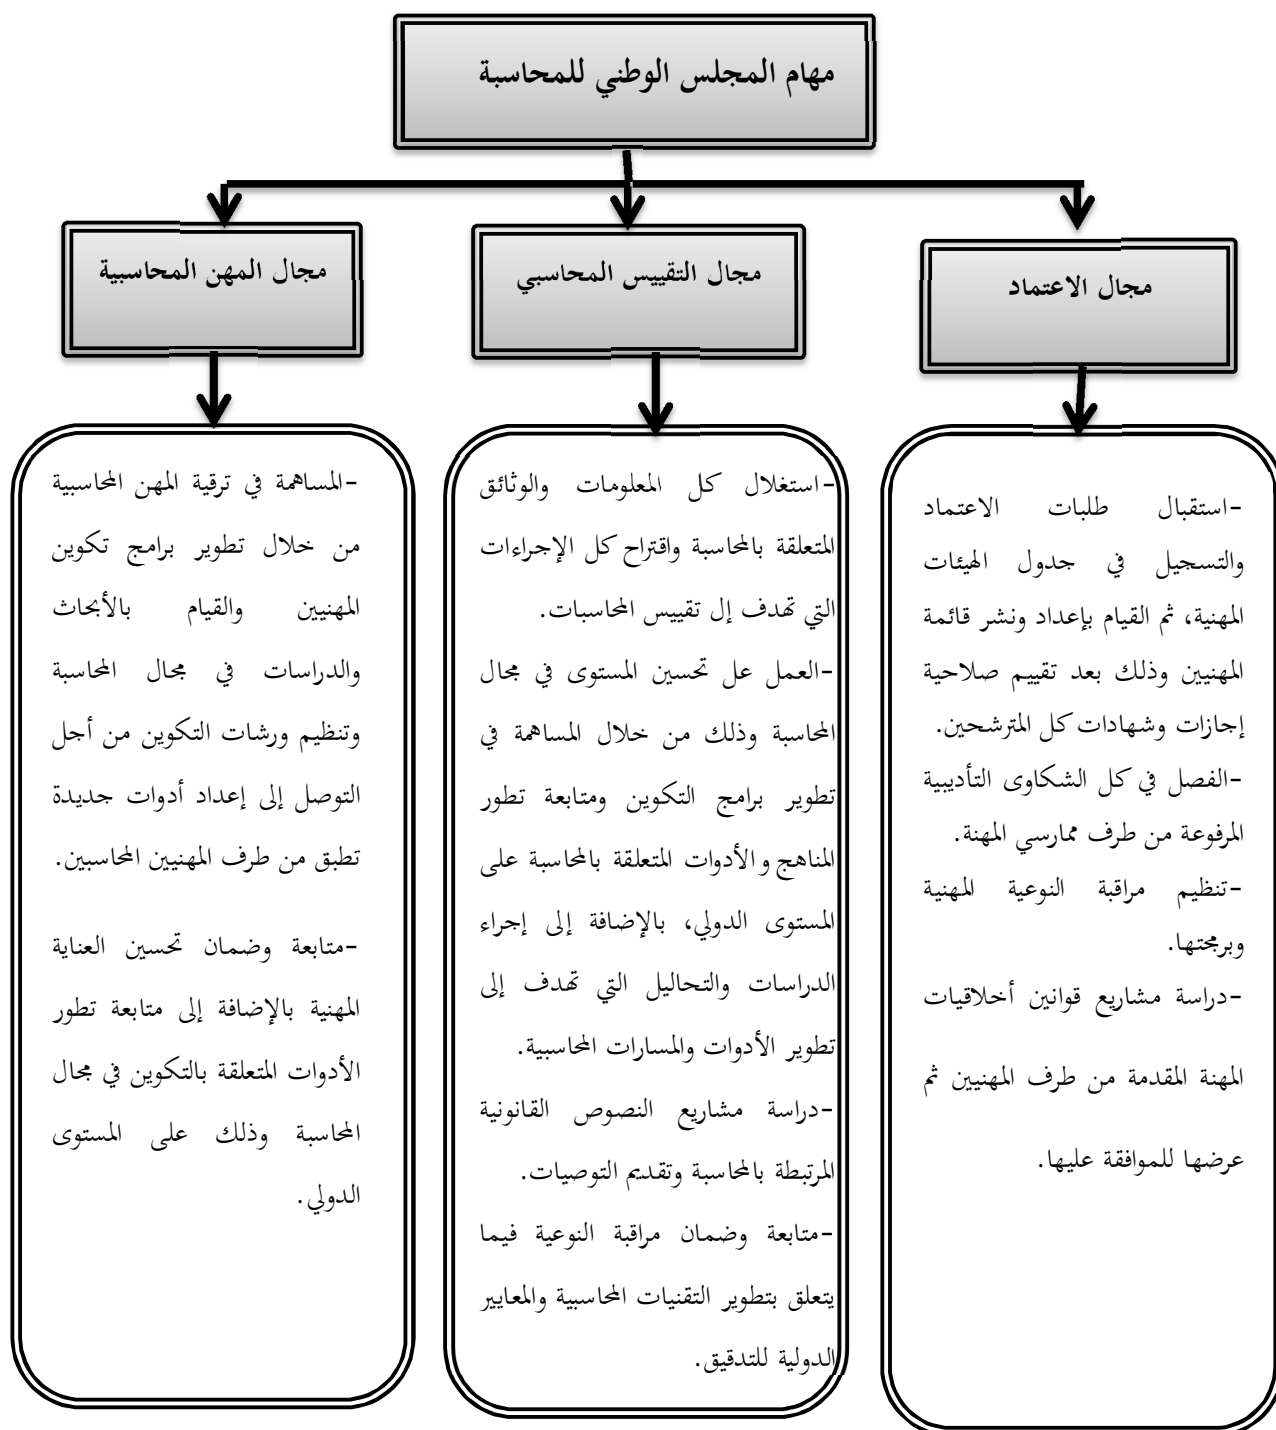 مهام المجلس الوطني للمحاسبة
مجال الاعتماد
مجال التقييس المحاسبي
مجال المهن المحاسبية
-استقبال طلبات الاعتماد
والتسجيل في جدول الهيئات
المهنية، ثم القيام بإعداد ونشر قائمة
المهنيين وذلك بعد تقييم صلاحية
إجازات وشهادات كل المترشحين.
-الفصل في كل الشكاوى التأديبية
المرفوعة من طرف ممارسي المهنة.
-تنظيم مراقبة النوعية المهنية
وبرمجتها.
-دراسة مشاريع قوانين أخلاقيات
المهنة المقدمة من طرف المهنيين ثم
عرضها للموافقة عليها.
-استغلال كل المعلومات والوثائق
المتعلقة بالمحاسبة واقتراح كل الإجراءات
التي تهدف إل تقييس المحاسبات.
-العمل عل تحسين المستوى في مجال
المحاسبة وذلك من خلال المساهمة في
تطوير برامج التكوين ومتابعة تطور
المناهج و الأدوات المتعلقة بالمحاسبة على
المستوى الدولي، بالإضافة إلى إجراء
الدراسات والتحاليل التي تهدف إلى
تطوير الأدوات والمسارات المحاسبية.
-دراسة مشاريع النصوص القانونية
المرتبطة بالمحاسبة وتقديم التوصيات.
-متابعة وضمان مراقبة النوعية فيما
يتعلق بتطوير التقنيات المحاسبية والمعايير
الدولية للتدقيق.
-المساهمة في ترقية المهن المحاسبية
من خلال تطوير برامج تكوين
المهنيين والقيام بالأبحاث
والدراسات في مجال المحاسبة
وتنظيم ورشات التكوين من أجل
التوصل إلى إعداد أدوات جديدة
تطبق من طرف المهنيين المحاسبين.
-متابعة وضمان تحسين العناية
المهنية بالإضافة إلى متابعة تطور
الأدوات المتعلقة بالتكوين في مجال
المحاسبة وذلك على المستوى
الدولي.